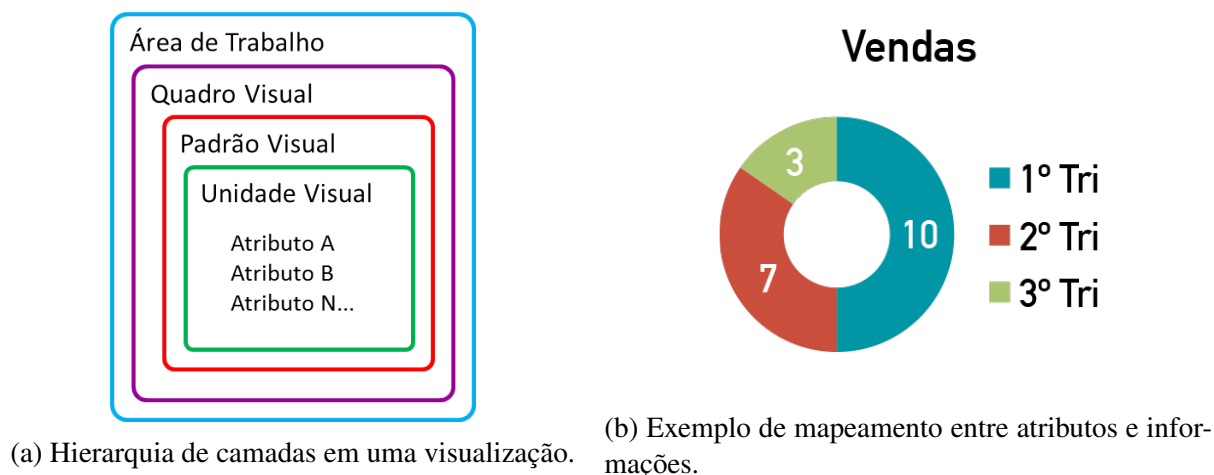 Área de Trabalho
Quadro Visual
Padrão Visual
Unidade Visual
Atributo A
Atributo B
Atributo N...
(a) Hierarquia de camadas em uma visualização.
Vendas
3
10
7
1º Tri
2º Tri
3º Tri
(b) Exemplo de mapeamento entre atributos e infor-
mações.